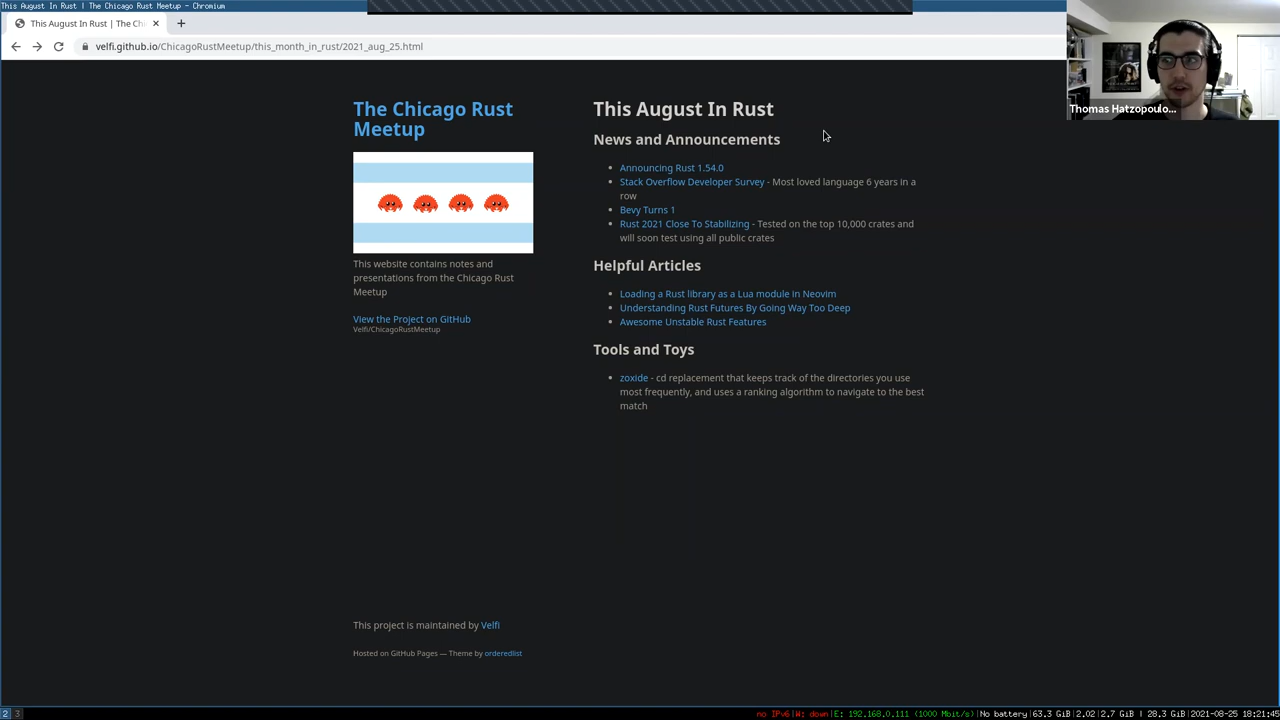 This August In Rust | The Chicago Rust Meetup - Chromium
This August In Rust | The Chi
velfi.github.io/ChicagoRustMeetup/this_month_in_rust/2021_aug_25.html
Thomas Hatzopoulo...
The Chicago Rust
Meetup
This website contains notes and
presentations from the Chicago Rust
Meetup
View the Project on GitHub
Velfi/ChicagoRustMeetup
This August In Rust
News and Announcements
Announcing Rust 1.54.0
Stack Overflow Developer Survey - Most loved language 6 years in a
row
Bevy Turns 1
Rust 2021 Close To Stabilizing - Tested on the top 10,000 crates and
will soon test using all public crates
Helpful Articles
Loading a Rust library as a Lua module in Neovim
Understanding Rust Futures By Going Way Too Deep
Awesome Unstable Rust Features
Tools and Toys
zoxide - cd replacement that keeps track of the directories you use
most frequently, and uses a ranking algorithm to navigate to the best
match
This project is maintained by Velfi
Hosted on GitHub Pages — Theme by orderedlist
2 3
no IPv6|W: down|E: 192.168.0.111 (1000 Mbit/s)|No battery|63.3 GiB|2.02|2.7 GiB | 28.3 GiB|2021-08-25 18:21:45